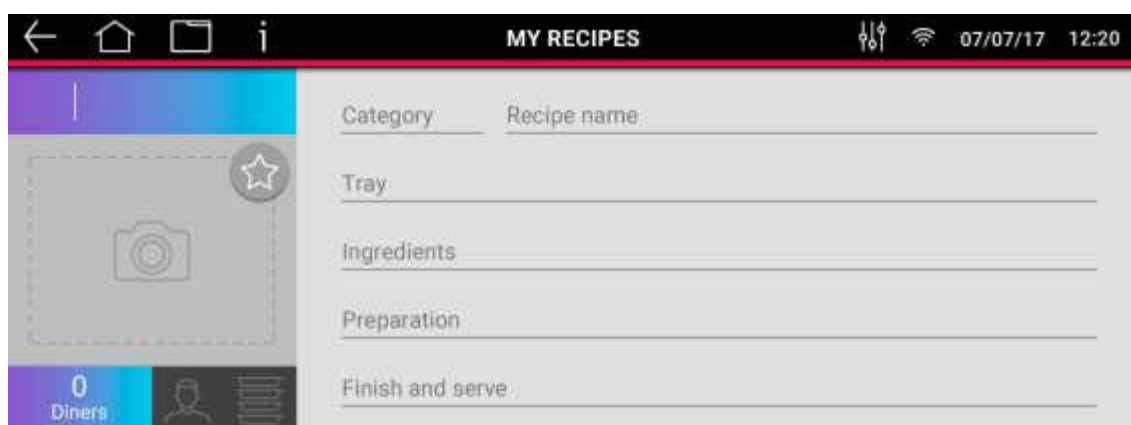 i MY RECIPES 07/07/17 12:20
Category Recipe name
Tray
Ingredients
Preparation
Finish and serve
0
Diners